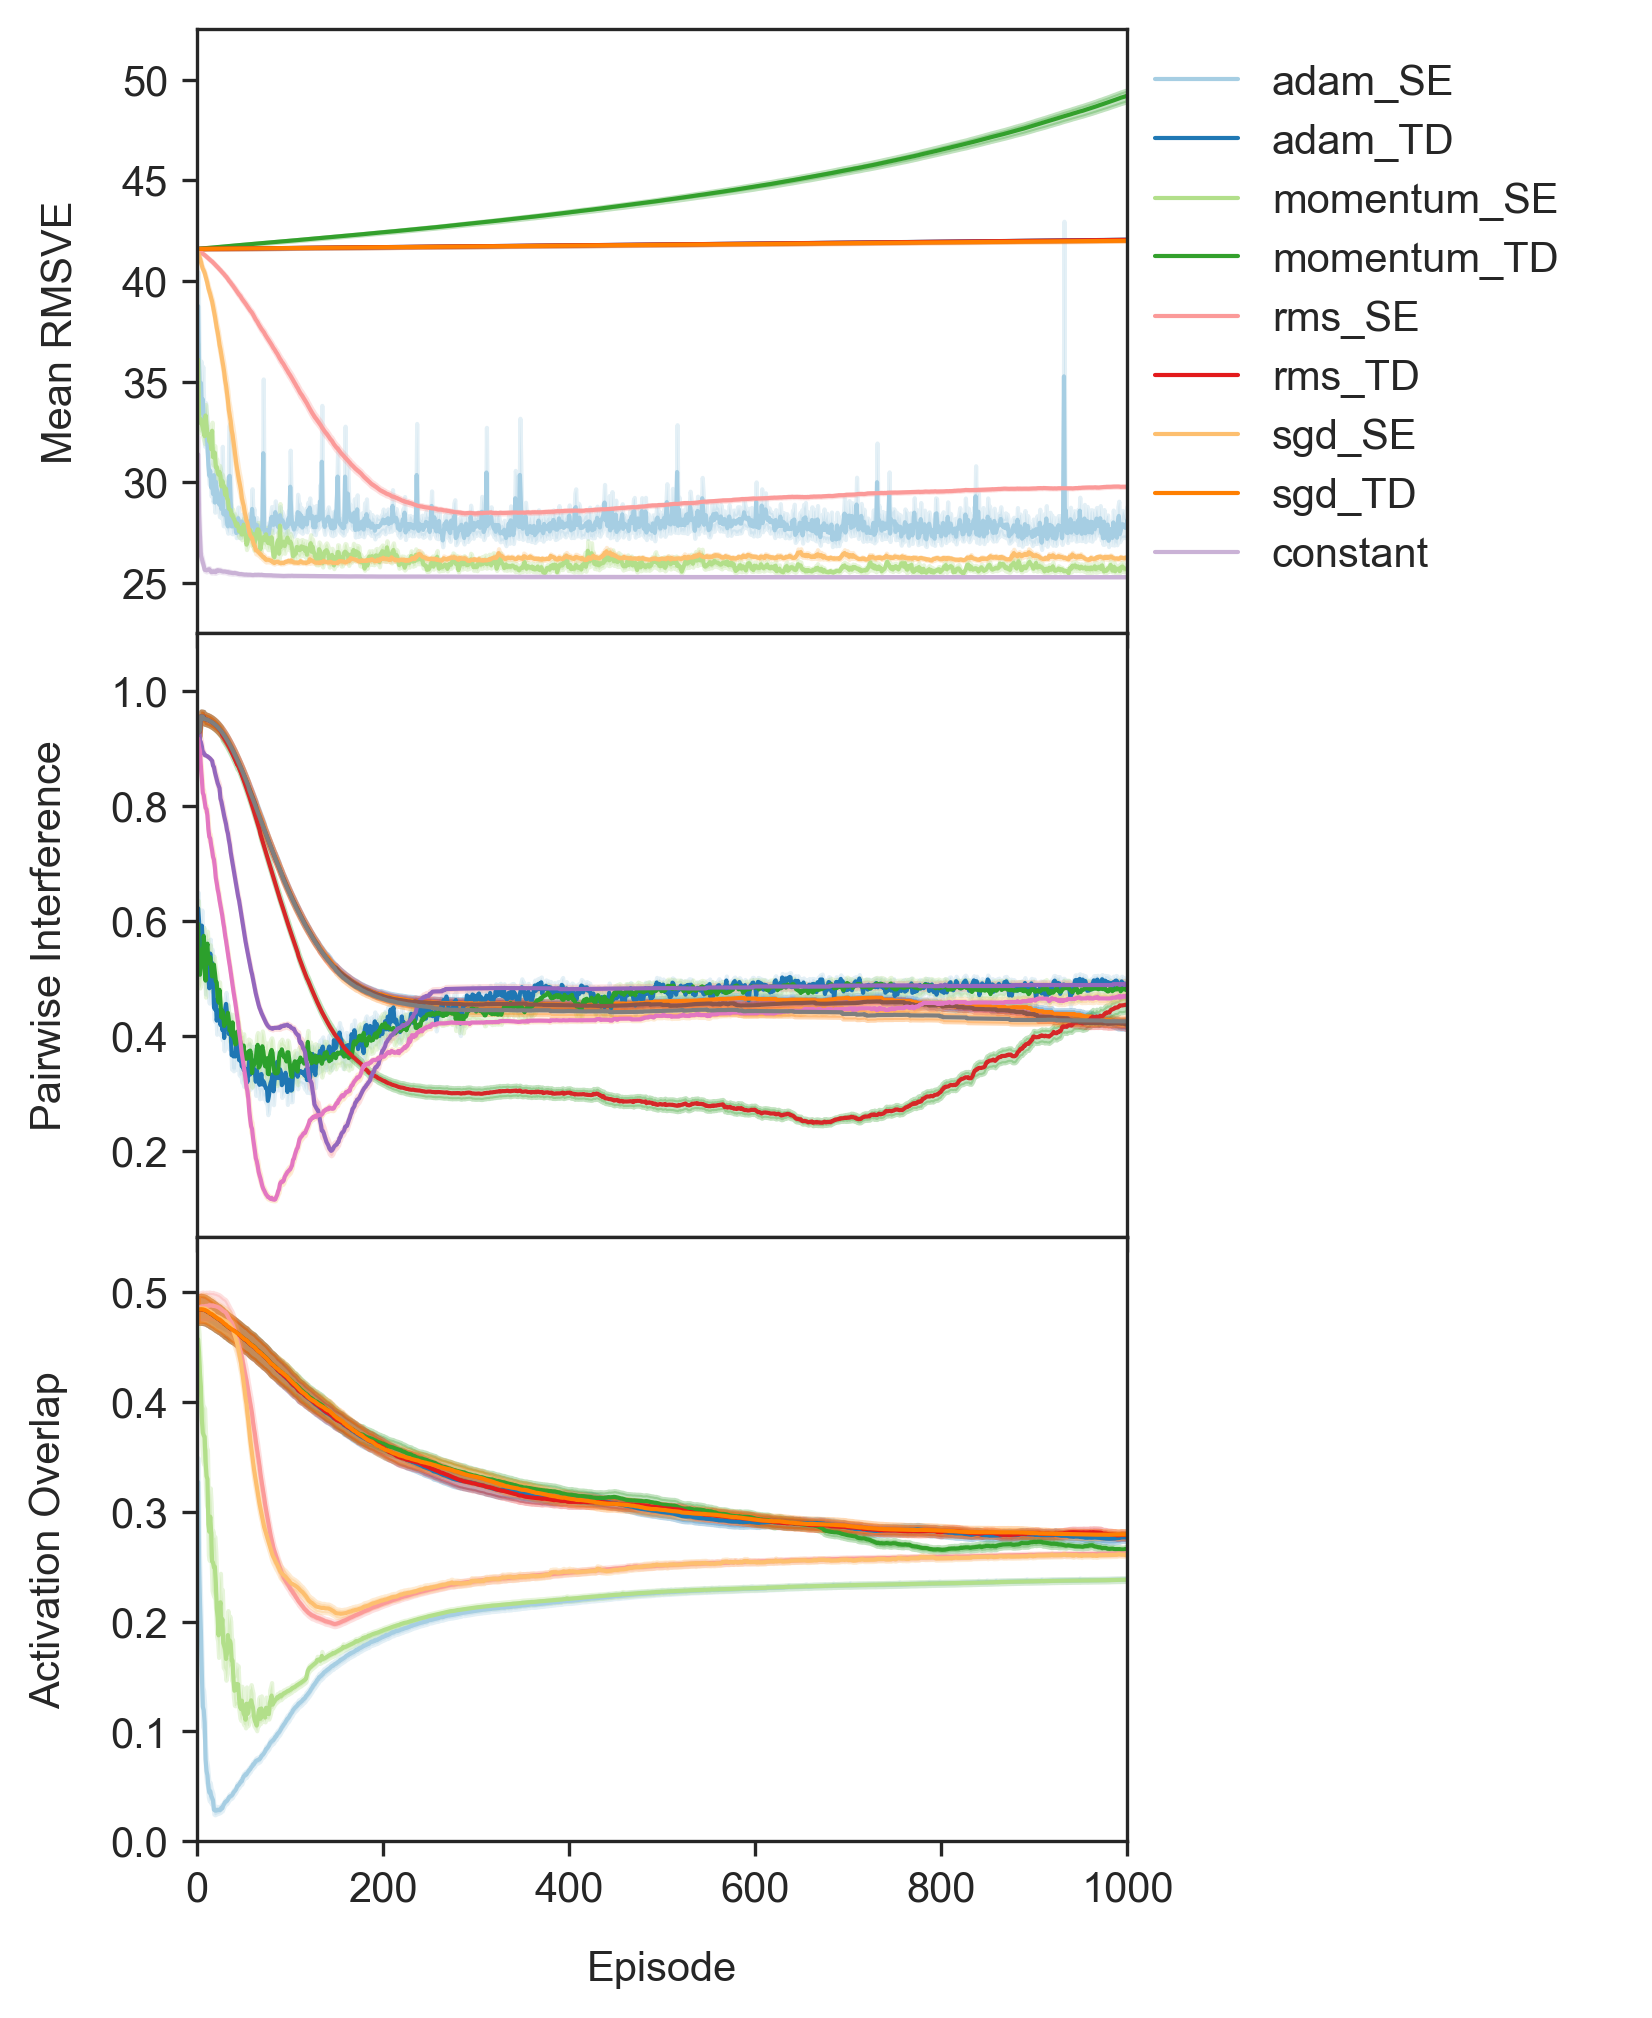 50
45
40
35
30
25
Mean RMSVE
adam_SE
adam_TD
momentum_SE
momentum_TD
rms_SE
rms_TD
sgd_SE
sgd_TD
constant
1.0
0.8
0.6
0.4
0.2
Pairwise Interference
0.5
0.4
0.3
0.2
0.1
0.0
Activation Overlap
0 200 400 600 800 1000
Episode